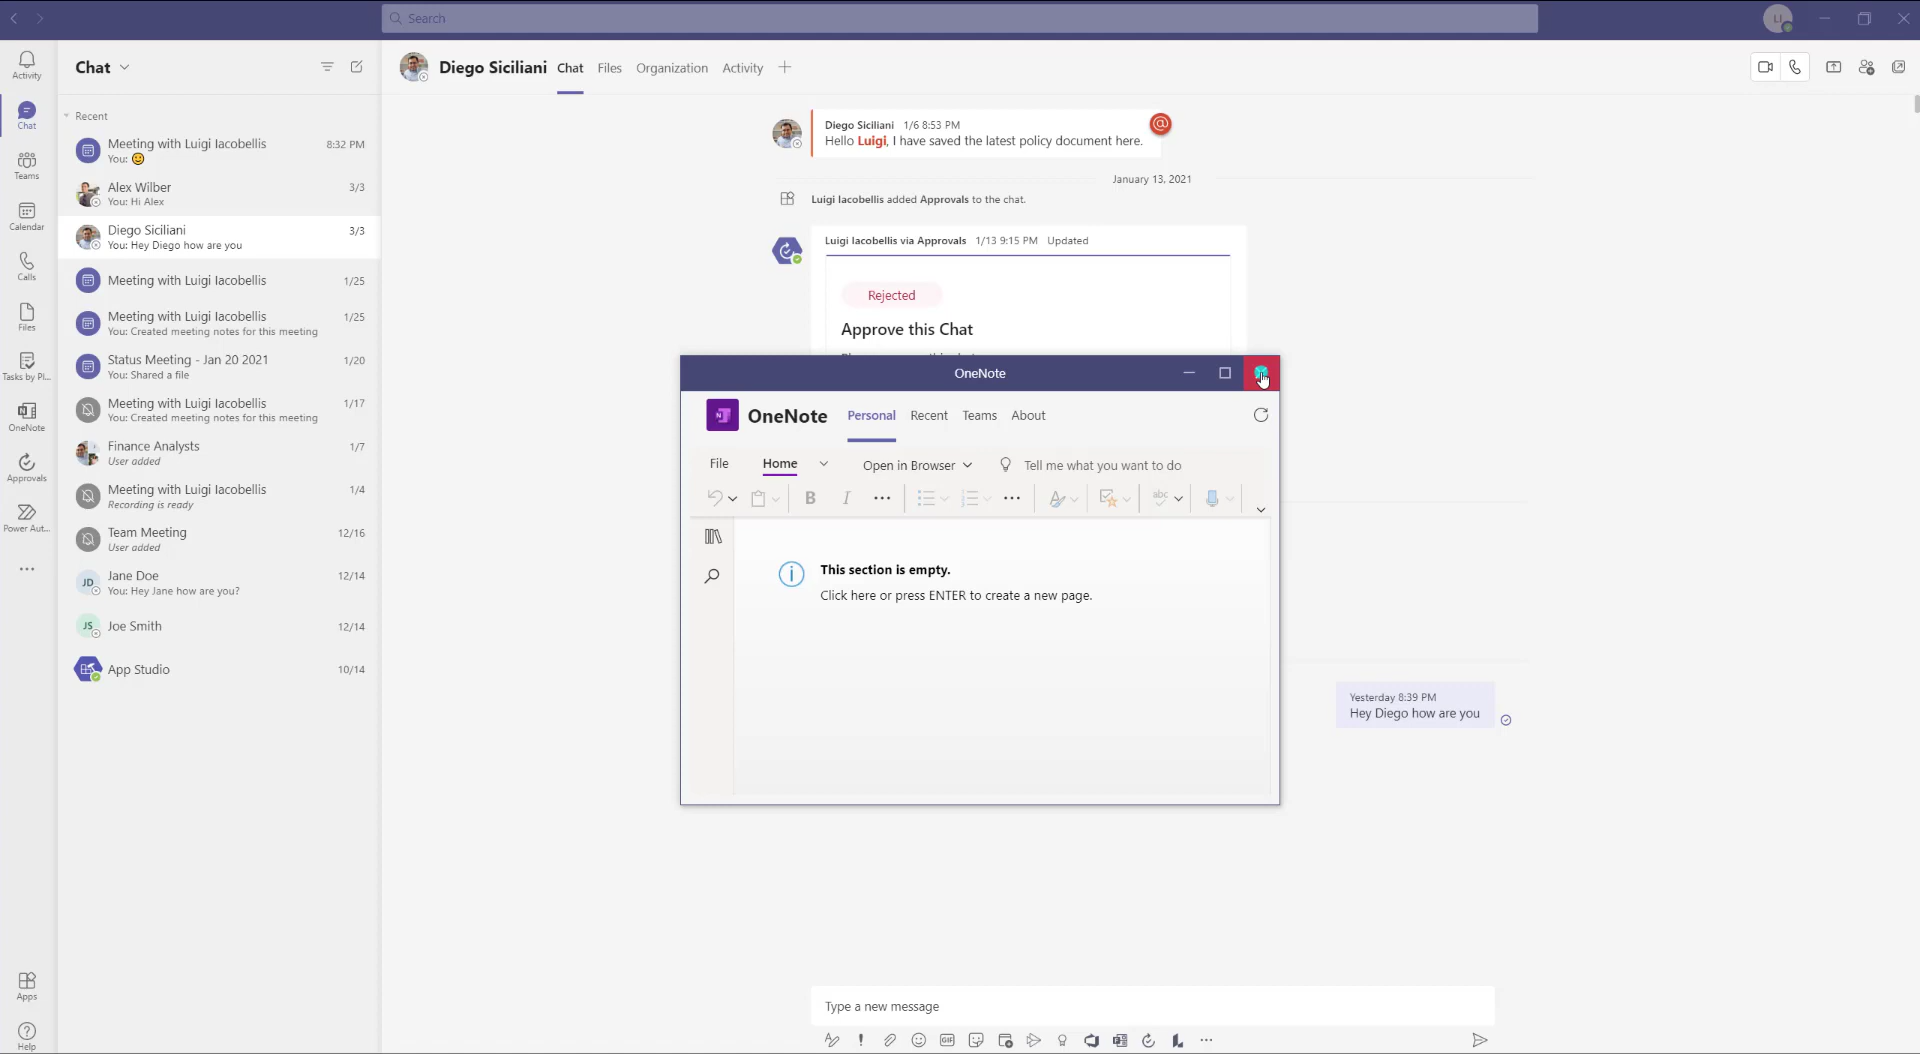 Search
LI
Activity
Chat
Teams
Calendar
Calls
Files
Tasks by Pl...
OneNote
Approvals
Power Aut...
Apps
Help
Chat
Recent
Meeting with Luigi Iacobellis 8:32 PM
You:
Alex Wilber 3/3
You: Hi Alex
Diego Siciliani 3/3
You: Hey Diego how are you
Meeting with Luigi Iacobellis 1/25
Meeting with Luigi Iacobellis 1/25
You: Created meeting notes for this meeting
Status Meeting - Jan 20 2021 1/20
You: Shared a file
Meeting with Luigi Iacobellis 1/17
You: Created meeting notes for this meeting
Finance Analysts 1/7
User added
Meeting with Luigi Iacobellis 1/4
Recording is ready
Team Meeting 12/16
User added
JD
Jane Doe 12/14
You: Hey Jane how are you?
JS
Joe Smith 12/14
App Studio 10/14
Diego Siciliani Chat Files Organization Activity
Diego Siciliani 1/6 8:53 PM
Hello Luigi, I have saved the latest policy document here.
@
January 13, 2021
Luigi Iacobellis added Approvals to the chat.
Luigi Iacobellis via Approvals 1/13 9:15 PM Updated
Rejected
Approve this Chat
OneNote
OneNote Personal Recent Teams About
File Home Open in Browser Tell me what you want to do
B I ... ... abc
This section is empty.
Click here or press ENTER to create a new page.
Yesterday 8:39 PM
Hey Diego how are you
Type a new message
GIF